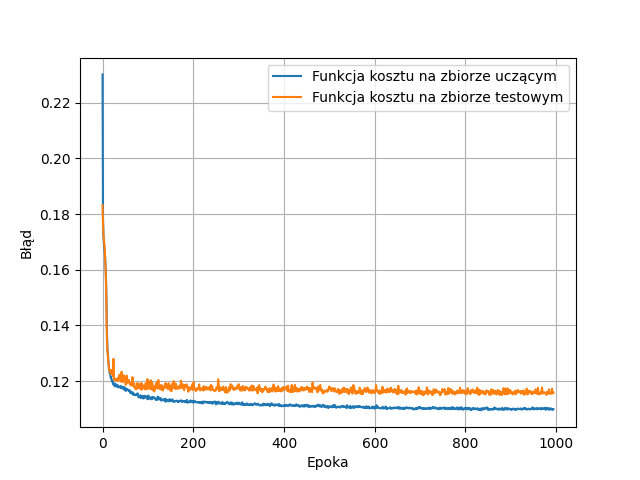 Funkcja kosztu na zbiorze uczącym
Funkcja kosztu na zbiorze testowym
0.22
0.20
0.18
0.16
0.14
0.12
Błąd
0 200 400 600 800 1000
Epoka